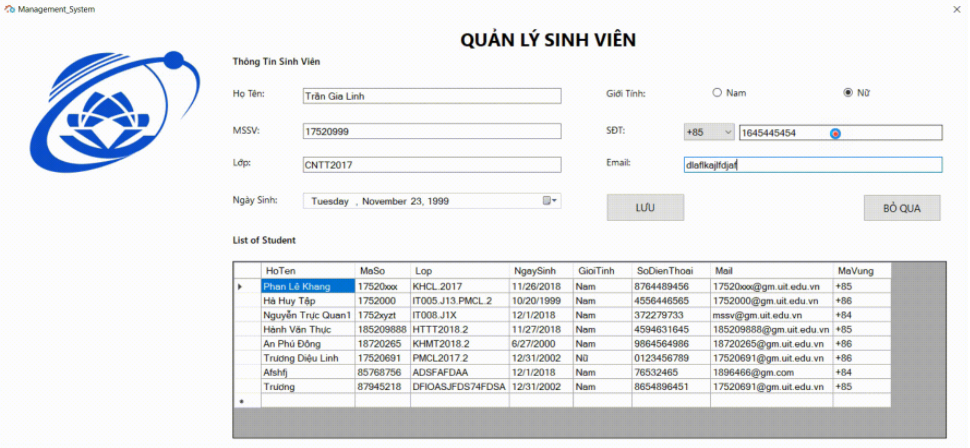 Management_System
QUẢN LÝ SINH VIÊN
Thông Tin Sinh Viên
Họ Tên: Trần Gia Linh Giới Tính: Nam Nữ
MSSV: 17520999 SĐT: +85 1645445454
Lớp: CNTT2017 Email: dlaflkajlfdjaf
Ngày Sinh: Tuesday , November 23, 1999 LƯU BỎ QUA
List of Student
HoTen MaSo Lop NgaySinh GioiTinh SoDienThoai Mail MaVung
Phan Lê Khang 17520xxx KHCL.2017 11/26/2018 Nam 8764489456 17520xxx@gm.uit.edu.vn +85
Hà Huy Tập 1752000 IT005.J13.PMCL.2 10/20/1999 Nam 4556446565 1752000@gm.uit.edu.vn +86
Nguyễn Trực Quan1 1752xyzt IT008.J1X 12/1/2018 Nam 372279733 mssv@gm.uit.edu.vn +84
Hành Văn Thực 185209888 HTTT2018.2 11/27/2018 Nam 4594631645 185209888@gm.uit.edu.vn +85
An Phú Đông 18720265 KHMT2018.2 6/27/2000 Nam 9864564986 18720265@gm.uit.edu.vn +86
Trương Diệu Linh 17520691 PMCL2017.2 12/31/2002 Nữ 0123456789 17520691@gm.uit.edu.vn +86
Afshfj 85768756 ADSFAFDAA 12/1/2018 Nam 76532465 1896466@gm.com +84
Trương 87945218 DFIOASJFDS74FDSA 12/31/2002 Nam 8654896451 17520691@gm.uit.edu.vn +85